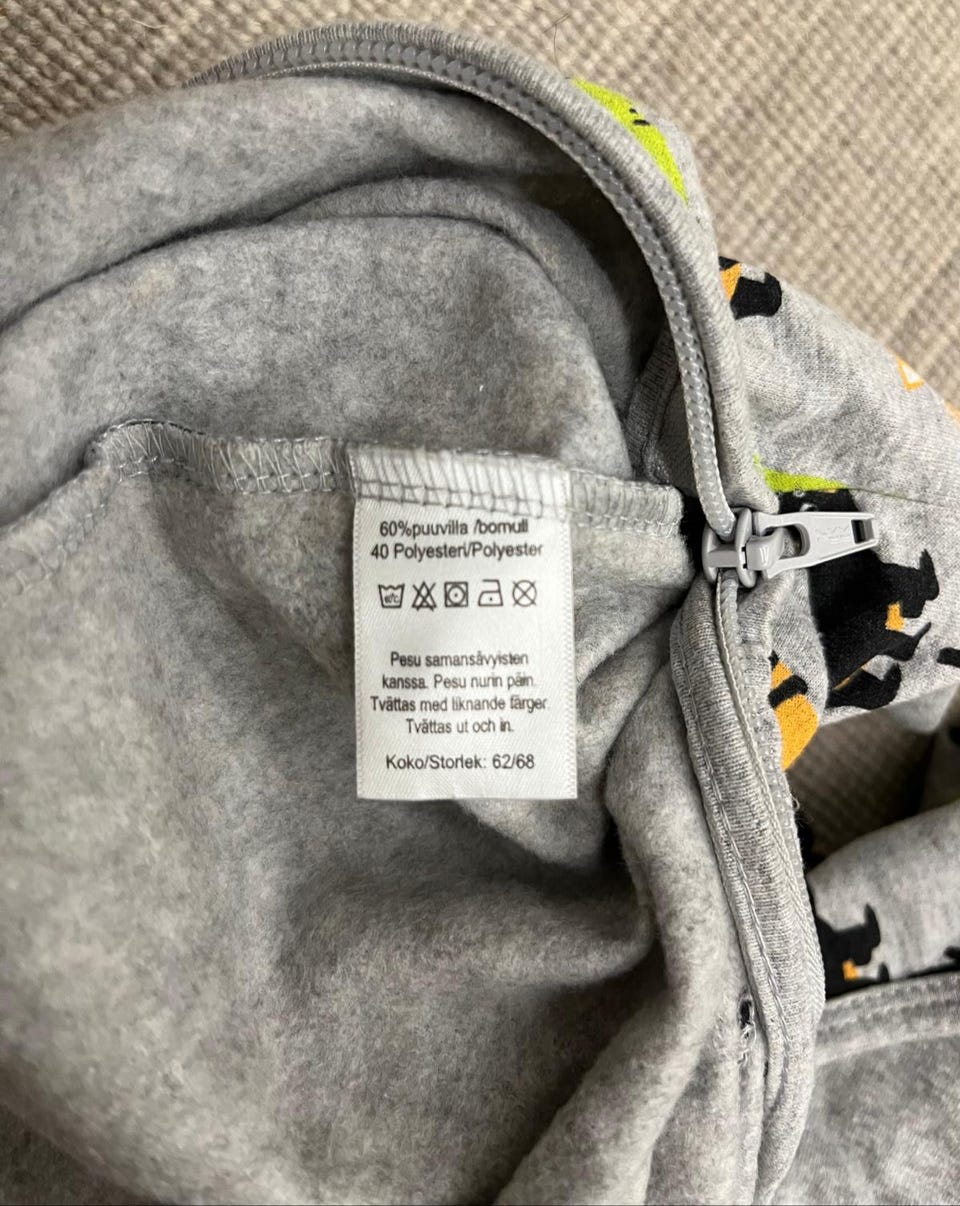 60%puuvilla /bomull
40 Polyesteri/Polyester
Pesu samansävyisten
kanssa. Pesu nurin päin.
Tvättas med liknande färger
Tvättas ut och in.
Koko/Storlek: 62/68